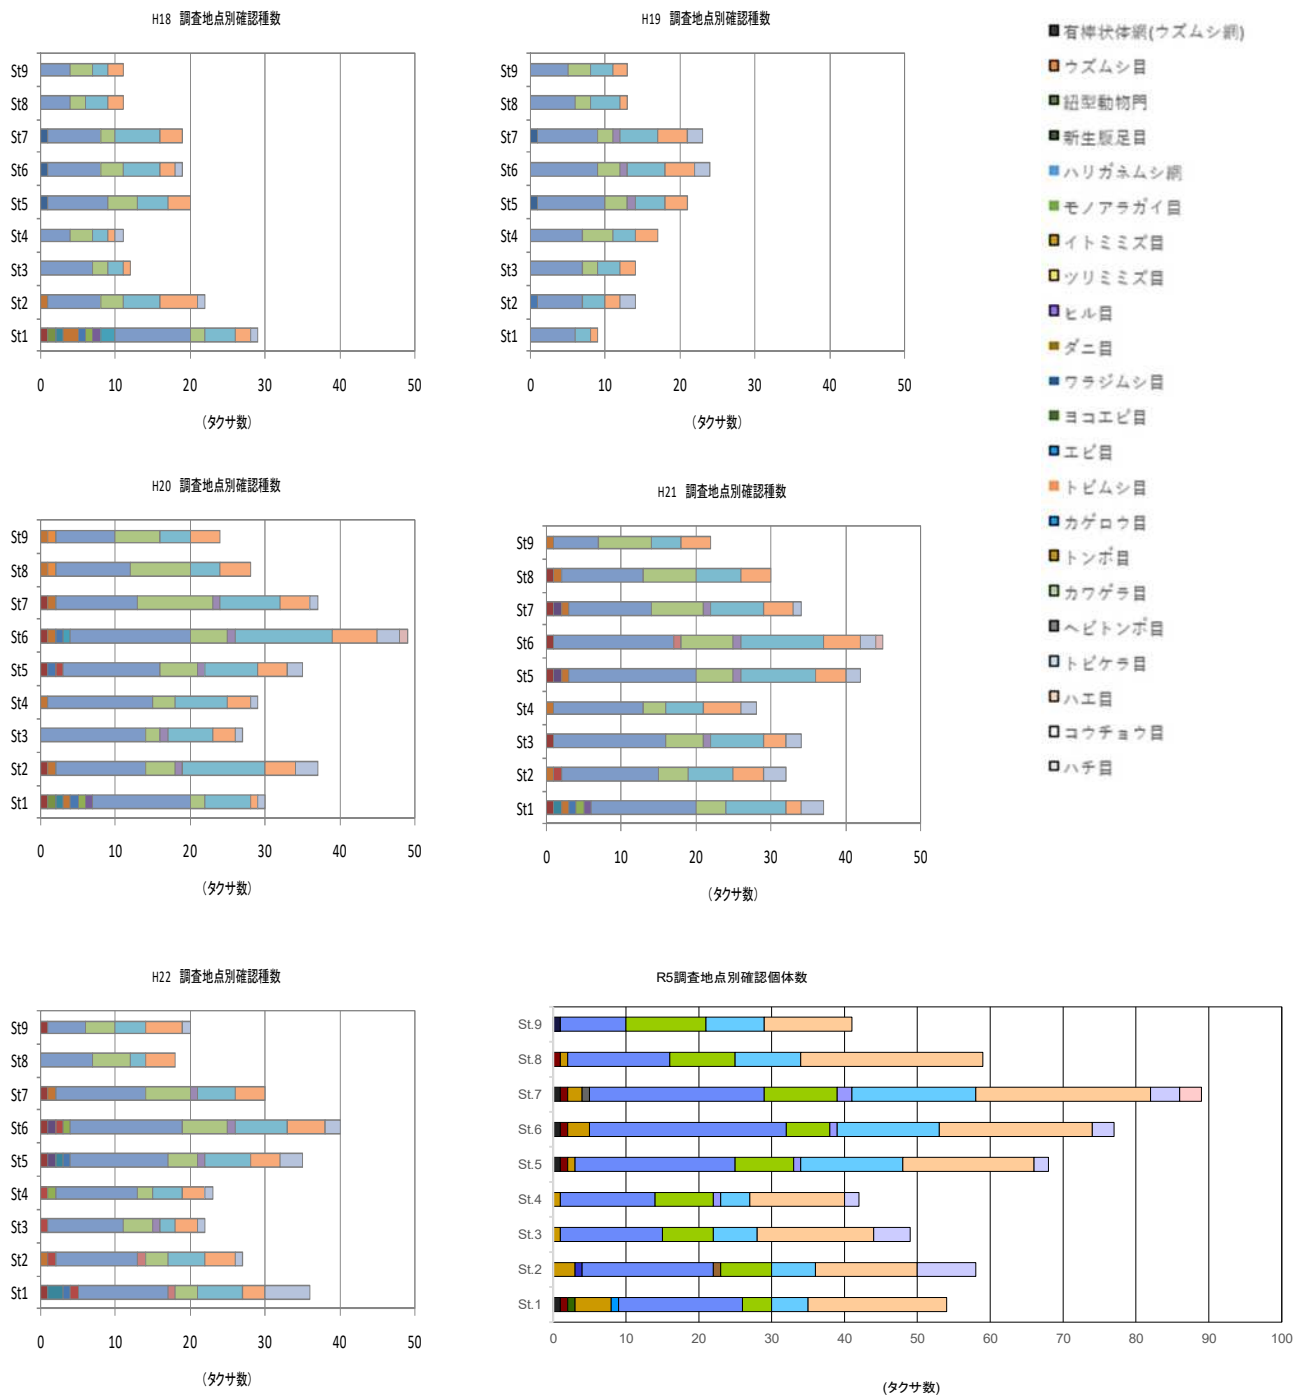 H18 調査地点別確認種数
St9
St8
St7
St6
St5
St4
St3
St2
St1
0 10 20 30 40 50
(タクサ数)
H19 調査地点別確認種数
St9
St8
St7
St6
St5
St4
St3
St2
St1
0 10 20 30 40 50
(タクサ数)
有棒状体綱(ウズムシ綱)
ウズムシ目
紐型動物門
新生腹足目
ハリガネムシ綱
モノアラガイ目
イトミミズ目
ツリミミズ目
ヒル目
ダニ目
ワラジムシ目
ヨコエビ目
エビ目
トビムシ目
カゲロウ目
トンボ目
カワゲラ目
ヘビトンボ目
トビケラ目
ハエ目
コウチョウ目
ハチ目
H20 調査地点別確認種数
St9
St8
St7
St6
St5
St4
St3
St2
St1
0 10 20 30 40 50
(タクサ数)
H21 調査地点別確認種数
St9
St8
St7
St6
St5
St4
St3
St2
St1
0 10 20 30 40 50
(タクサ数)
H22 調査地点別確認種数
St9
St8
St7
St6
St5
St4
St3
St2
St1
0 10 20 30 40 50
(タクサ数)
R5調査地点別確認個体数
St.9
St.8
St.7
St.6
St.5
St.4
St.3
St.2
St.1
0 10 20 30 40 50 60 70 80 90 100
(タクサ数)